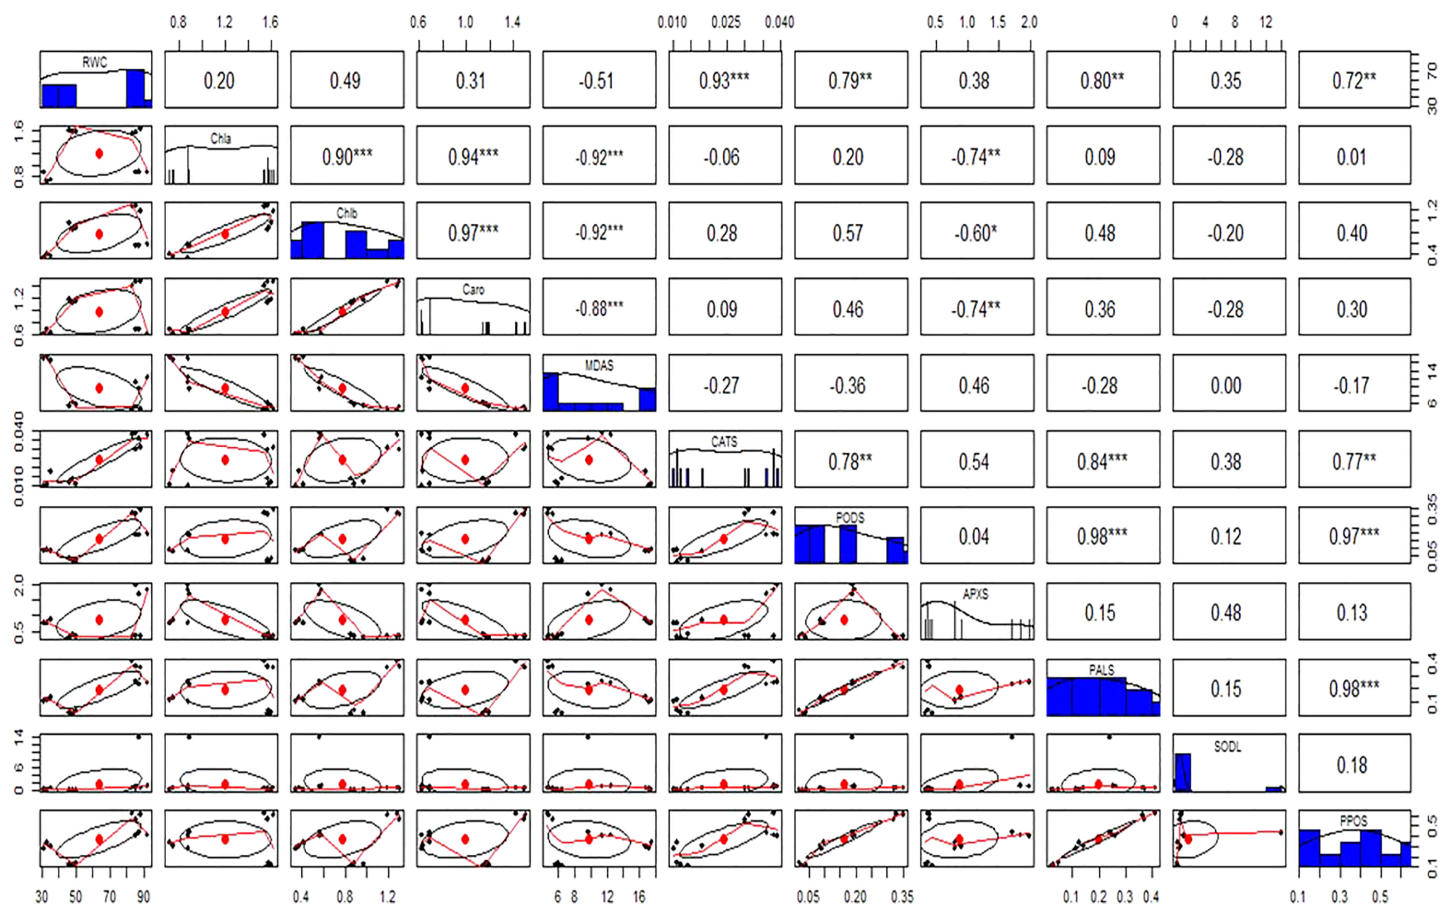 0.8 1.2 1.6 0.6 1.0 1.4 0.010 0.025 0.040 0.5 1.0 1.5 2.0 0 4 8 12
RWC 0.20 0.49 0.31 -0.51 0.93*** 0.79** 0.38 0.80** 0.35 0.72** 30 70
0.8 1.6 Chla 0.90*** 0.94*** -0.92*** -0.06 0.20 -0.74** 0.09 -0.28 0.01
Chlb 0.97*** -0.92*** 0.28 0.57 -0.60* 0.48 -0.20 0.40 0.4 1.2
0.6 1.2 Caro -0.88*** 0.09 0.46 -0.74** 0.36 -0.28 0.30
MDAS -0.27 -0.36 0.46 -0.28 0.00 -0.17 6 14
0.010 0.040 CATS 0.78** 0.54 0.84*** 0.38 0.77**
PODS 0.04 0.98*** 0.12 0.97*** 0.05 0.35
0.5 2.0 APXS 0.15 0.48 0.13
PALS 0.15 0.98*** 0.1 0.4
0 6 14 SODL 0.18
PPOS 0.1 0.5
30 50 70 90 0.4 0.8 1.2 6 8 12 16 0.05 0.20 0.35 0.1 0.2 0.3 0.4 0.1 0.3 0.5